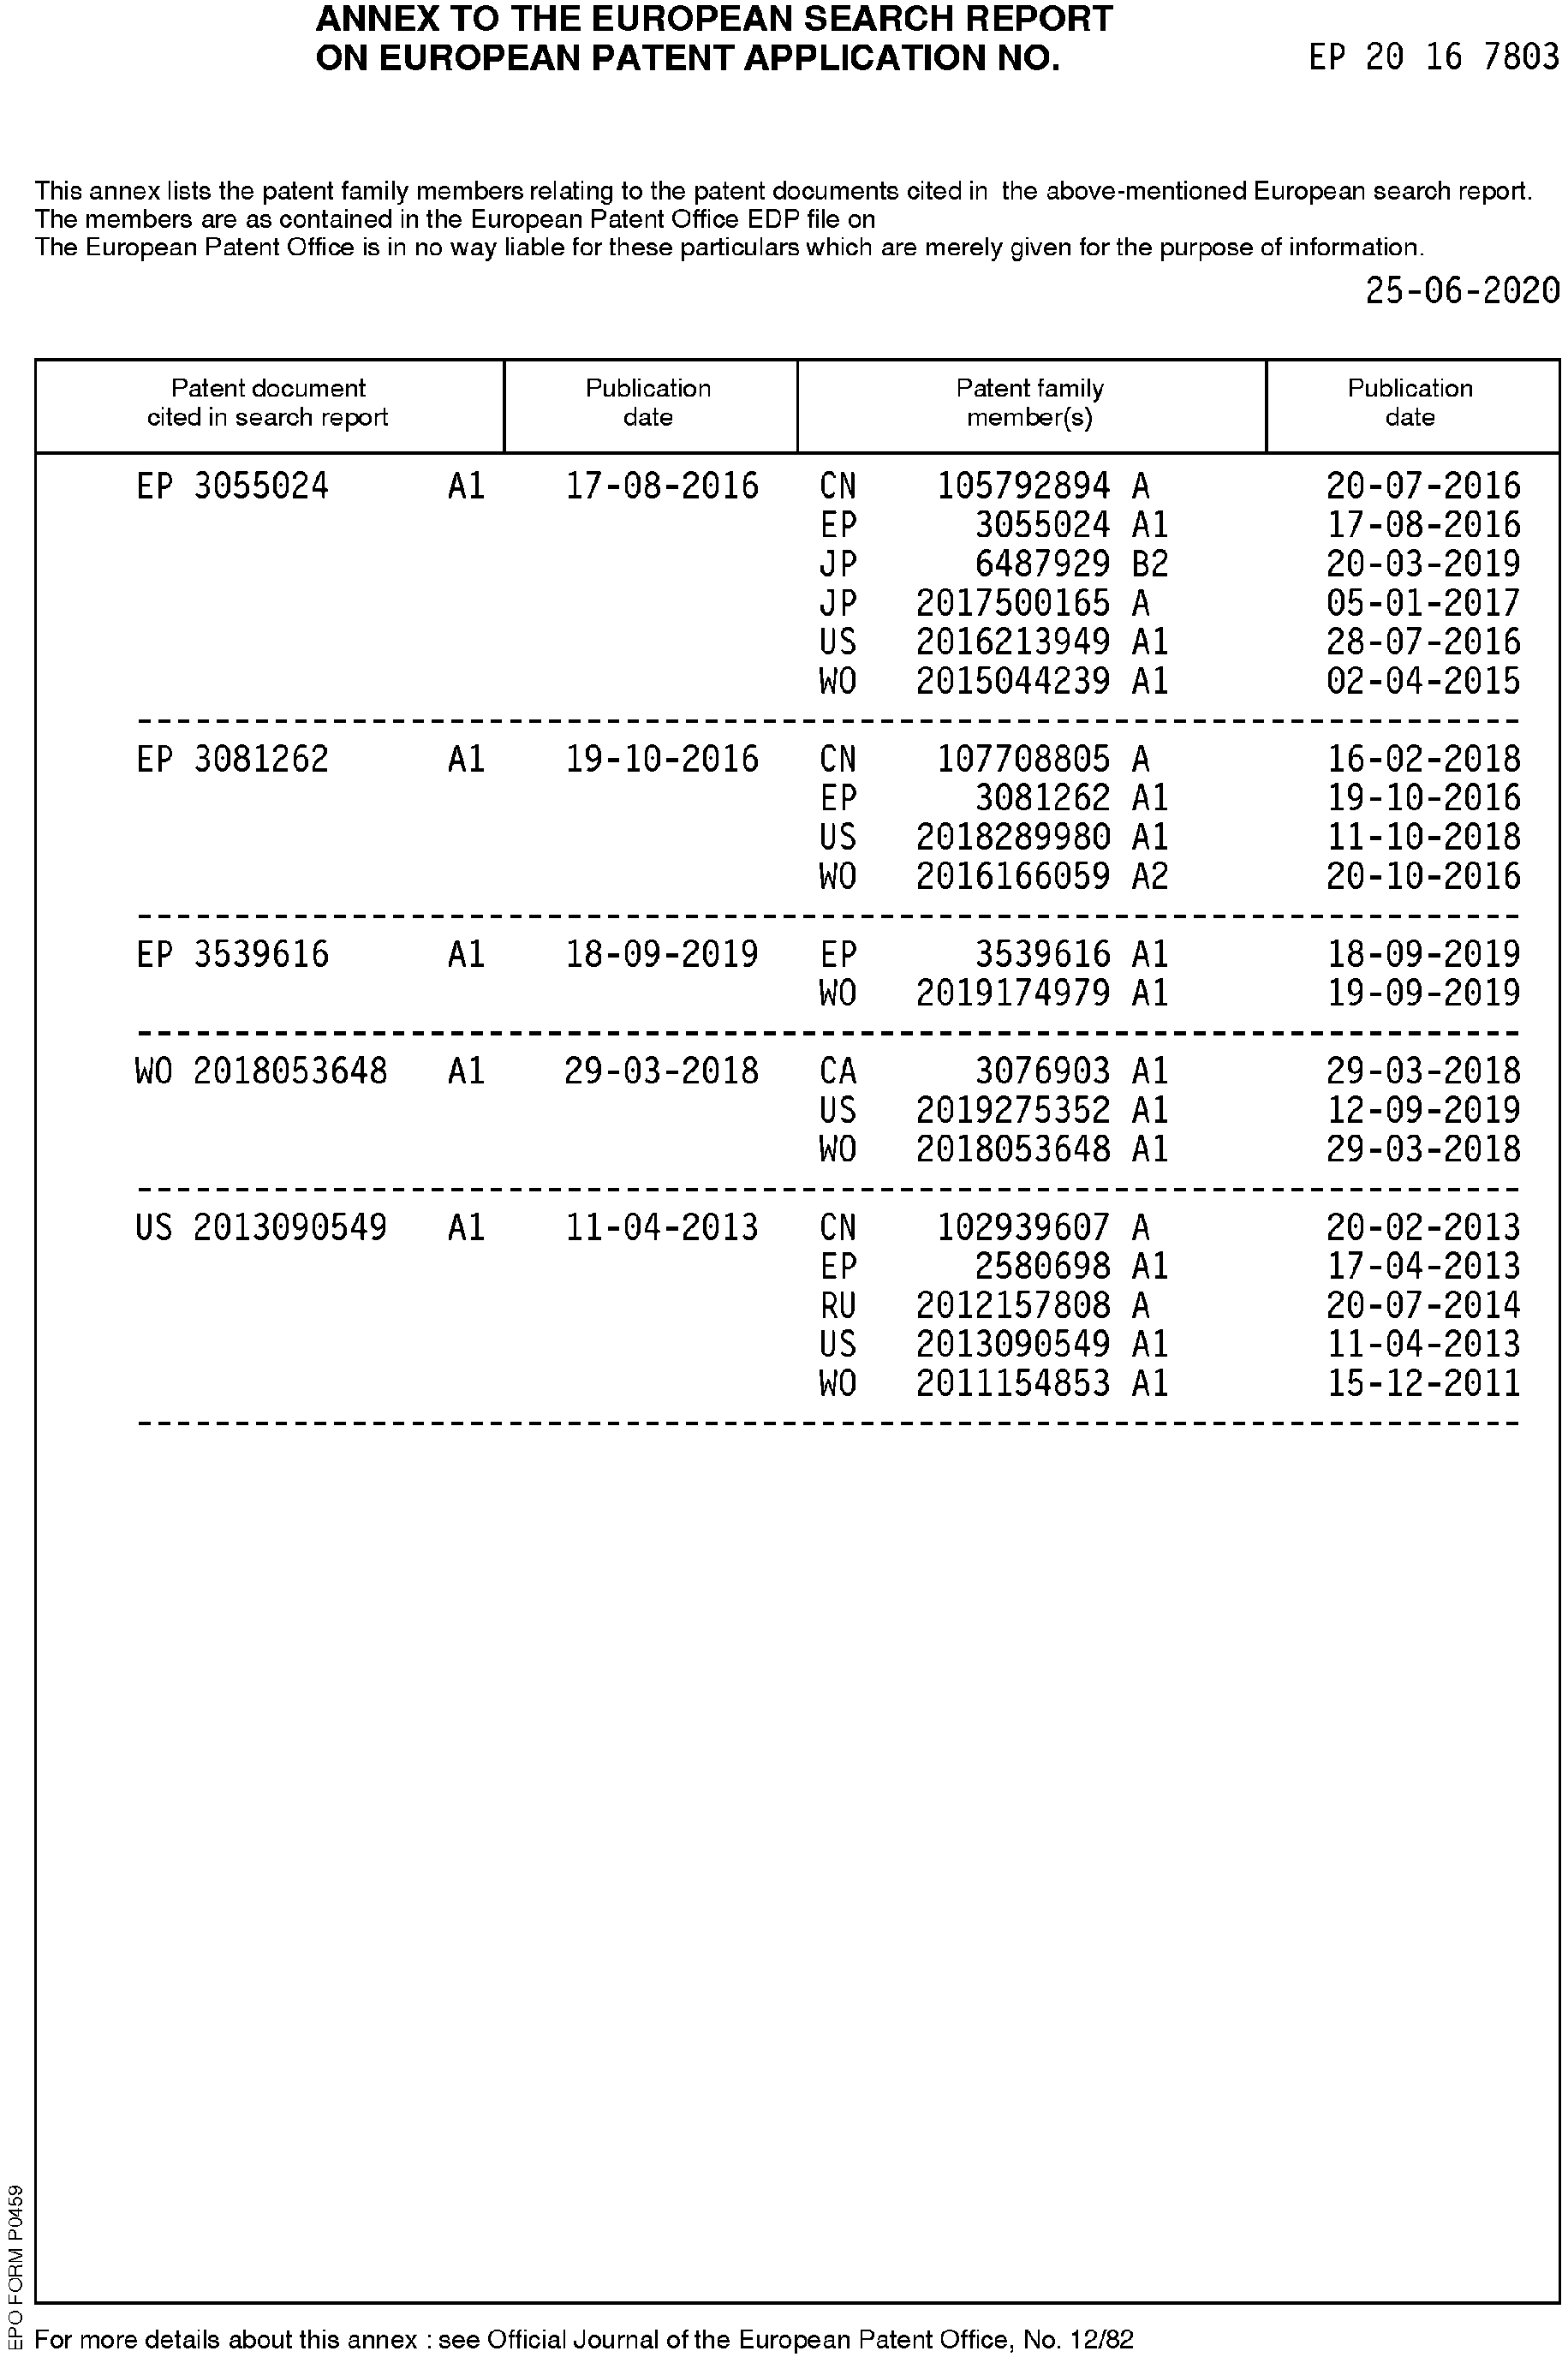 ANNEX TO THE EUROPEAN SEARCH REPORT
ON EUROPEAN PATENT APPLICATION NO. EP 20 16 7803
This annex lists the patent family members relating to the patent documents cited in the above-mentioned European search report.
The members are as contained in the European Patent Office EDP file on
The European Patent Office is in no way liable for these particulars which are merely given for the purpose of information.
25-06-2020
Patent document cited in search report Publication date Patent family member(s) Publication date
EP 3055024 A1 17-08-2016 CN 105792894 A 20-07-2016
EP 3055024 A1 17-08-2016
JP 6487929 B2 20-03-2019
JP 2017500165 A 05-01-2017
US 2016213949 A1 28-07-2016
WO 2015044239 A1 02-04-2015
EP 3081262 A1 19-10-2016 CN 107708805 A 16-02-2018
EP 3081262 A1 19-10-2016
US 2018289980 A1 11-10-2018
WO 2016166059 A2 20-10-2016
EP 3539616 A1 18-09-2019 EP 3539616 A1 18-09-2019
WO 2019174979 A1 19-09-2019
WO 2018053648 A1 29-03-2018 CA 3076903 A1 29-03-2018
US 2019275352 A1 12-09-2019
WO 2018053648 A1 29-03-2018
US 2013090549 A1 11-04-2013 CN 102939607 A 20-02-2013
EP 2580698 A1 17-04-2013
RU 2012157808 A 20-07-2014
US 2013090549 A1 11-04-2013
WO 2011154853 A1 15-12-2011
EPO FORM P0459
For more details about this annex : see Official Journal of the European Patent Office, No. 12/82